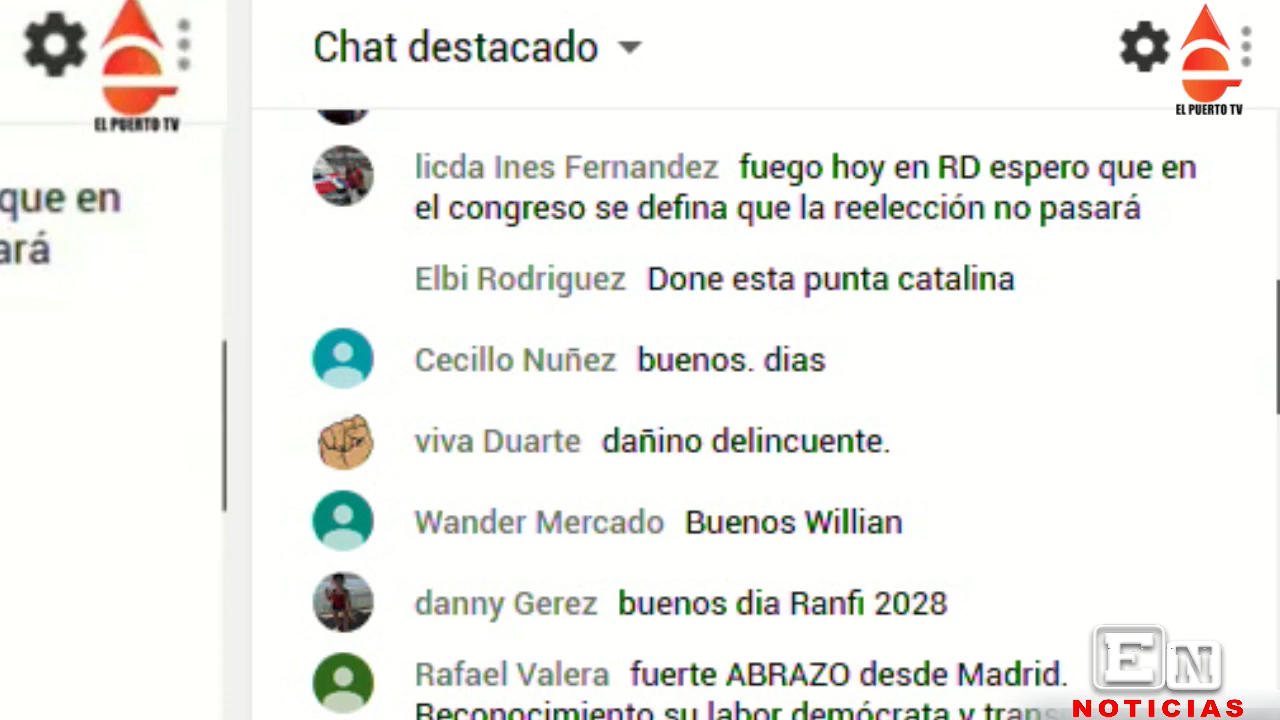 EL PUERTO TV
que en
ará
Chat destacado
EL PUERTO TV
licda Ines Fernandez fuego hoy en RD espero que en
el congreso se defina que la reelección no pasará
Elbi Rodriguez Done esta punta catalina
Cecillo Nuñez buenos. dias
viva Duarte dañino delincuente.
Wander Mercado Buenos Willian
danny Gerez buenos dia Ranfi 2028
Rafael Valera fuerte ABRAZO desde Madrid.
Reconocimiento su labor demócrata y trans
EN
NOTICIAS